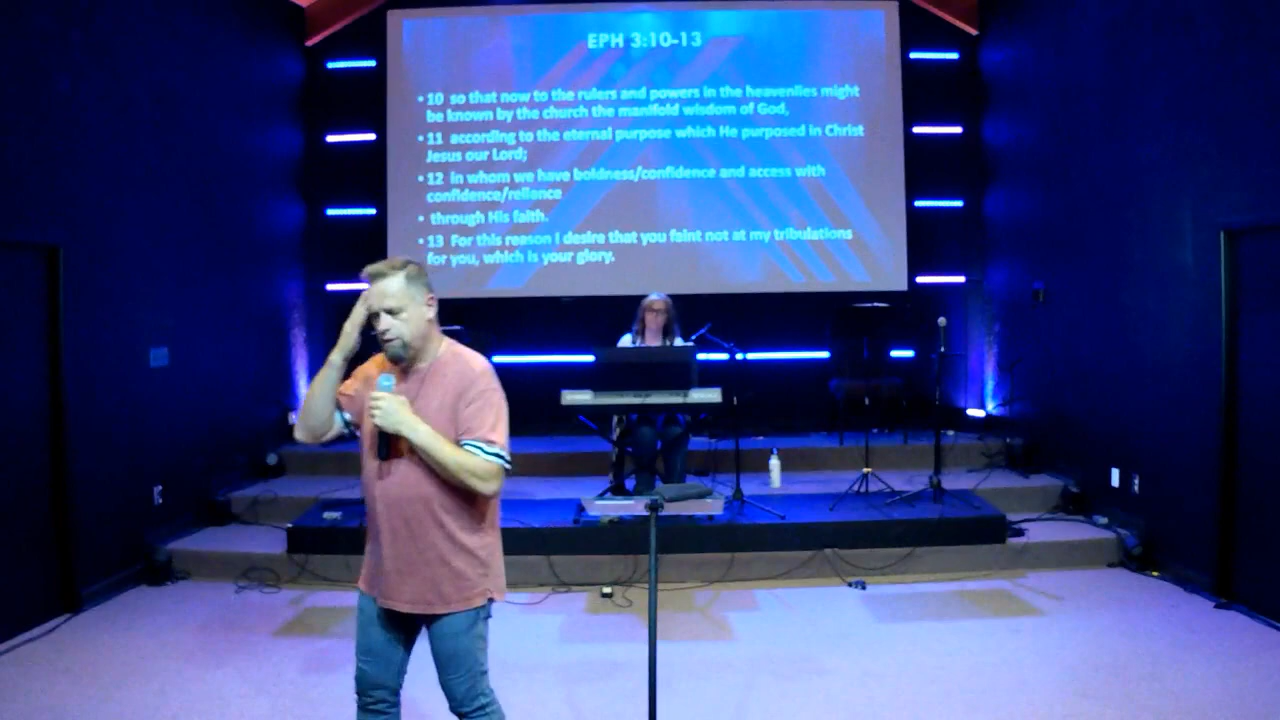 EPH 3:10-13
• 10 so that now to the rulers and powers in the heavenlies might
be known by the church the manifold wisdom of God,
• 11 according to the eternal purpose which He purposed in Christ
Jesus our Lord;
• 12 in whom we have boldness/confidence and access with
confidence/reliance
• through His faith.
• 13 For this reason I desire that you faint not at my tribulations
for you, which is your glory.